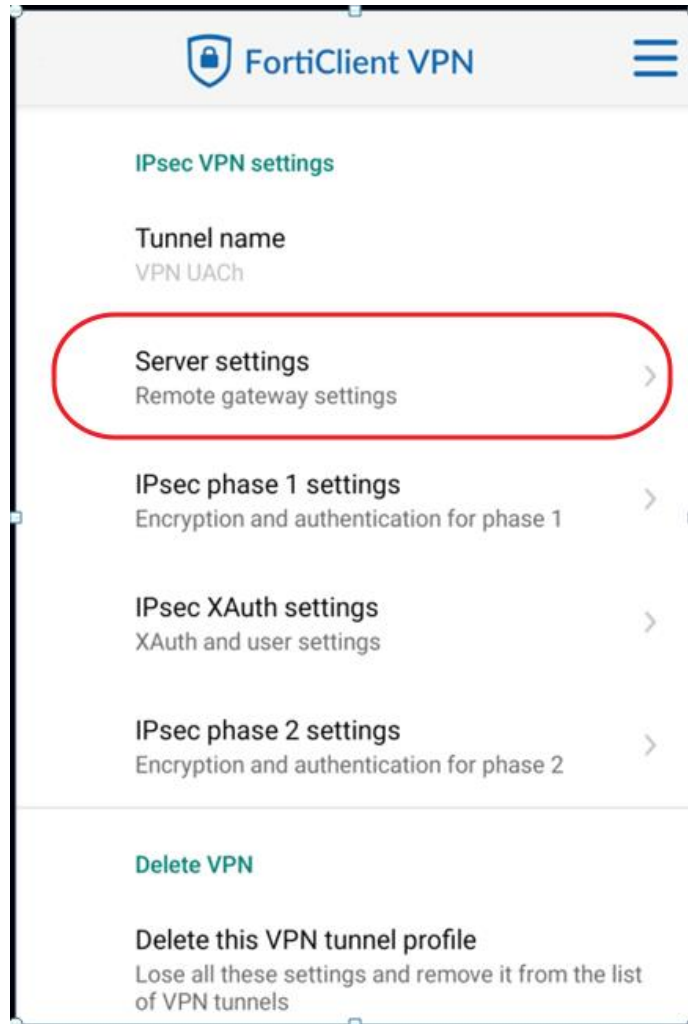 FortiClient VPN
IPsec VPN settings
Tunnel name
VPN UACh
Server settings
Remote gateway settings
IPsec phase 1 settings
Encryption and authentication for phase 1
IPsec XAuth settings
XAuth and user settings
IPsec phase 2 settings
Encryption and authentication for phase 2
Delete VPN
Delete this VPN tunnel profile
Lose all these settings and remove it from the list
of VPN tunnels